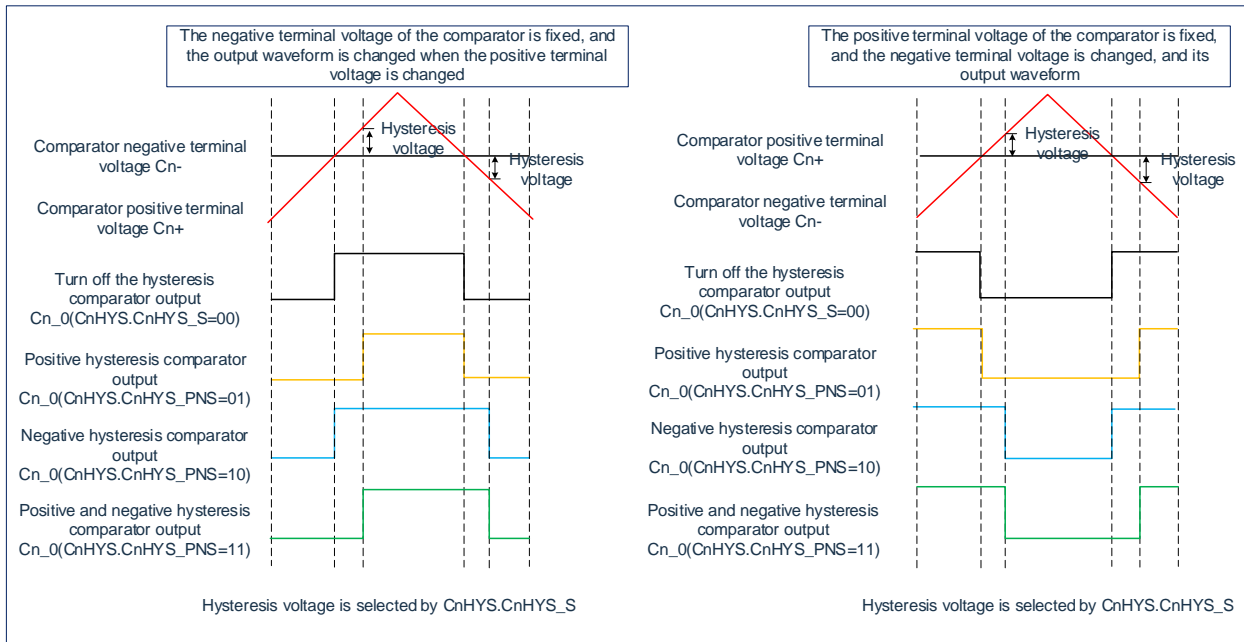 The negative terminal voltage of the comparator is fixed, and
the output waveform is changed when the positive terminal
voltage is changed
Hysteresis
voltage
Comparator negative terminal
voltage Cn-
Hysteresis
voltage
Comparator positive terminal
voltage Cn+
Turn off the hysteresis
comparator output
Cn_0(CnHYS.CnHYS_S=00)
Positive hysteresis comparator
output
Cn_0(CnHYS.CnHYS_PNS=01)
Negative hysteresis comparator
output
Cn_0(CnHYS.CnHYS_PNS=10)
Positive and negative hysteresis
comparator output
Cn_0(CnHYS.CnHYS_PNS=11)
Hysteresis voltage is selected by CnHYS.CnHYS_S
The positive terminal voltage of the comparator is fixed,
and the negative terminal voltage is changed, and its
output waveform
Hysteresis
voltage
Comparator positive terminal
voltage Cn+
Hysteresis
voltage
Comparator negative terminal
voltage Cn-
Turn off the hysteresis
comparator output
Cn_0(CnHYS.CnHYS_S=00)
Positive hysteresis comparator
output
Cn_0(CnHYS.CnHYS_PNS=01)
Negative hysteresis comparator
output
Cn_0(CnHYS.CnHYS_PNS=10)
Positive and negative hysteresis
comparator output
Cn_0(CnHYS.CnHYS_PNS=11)
Hysteresis voltage is selected by CnHYS.CnHYS_S